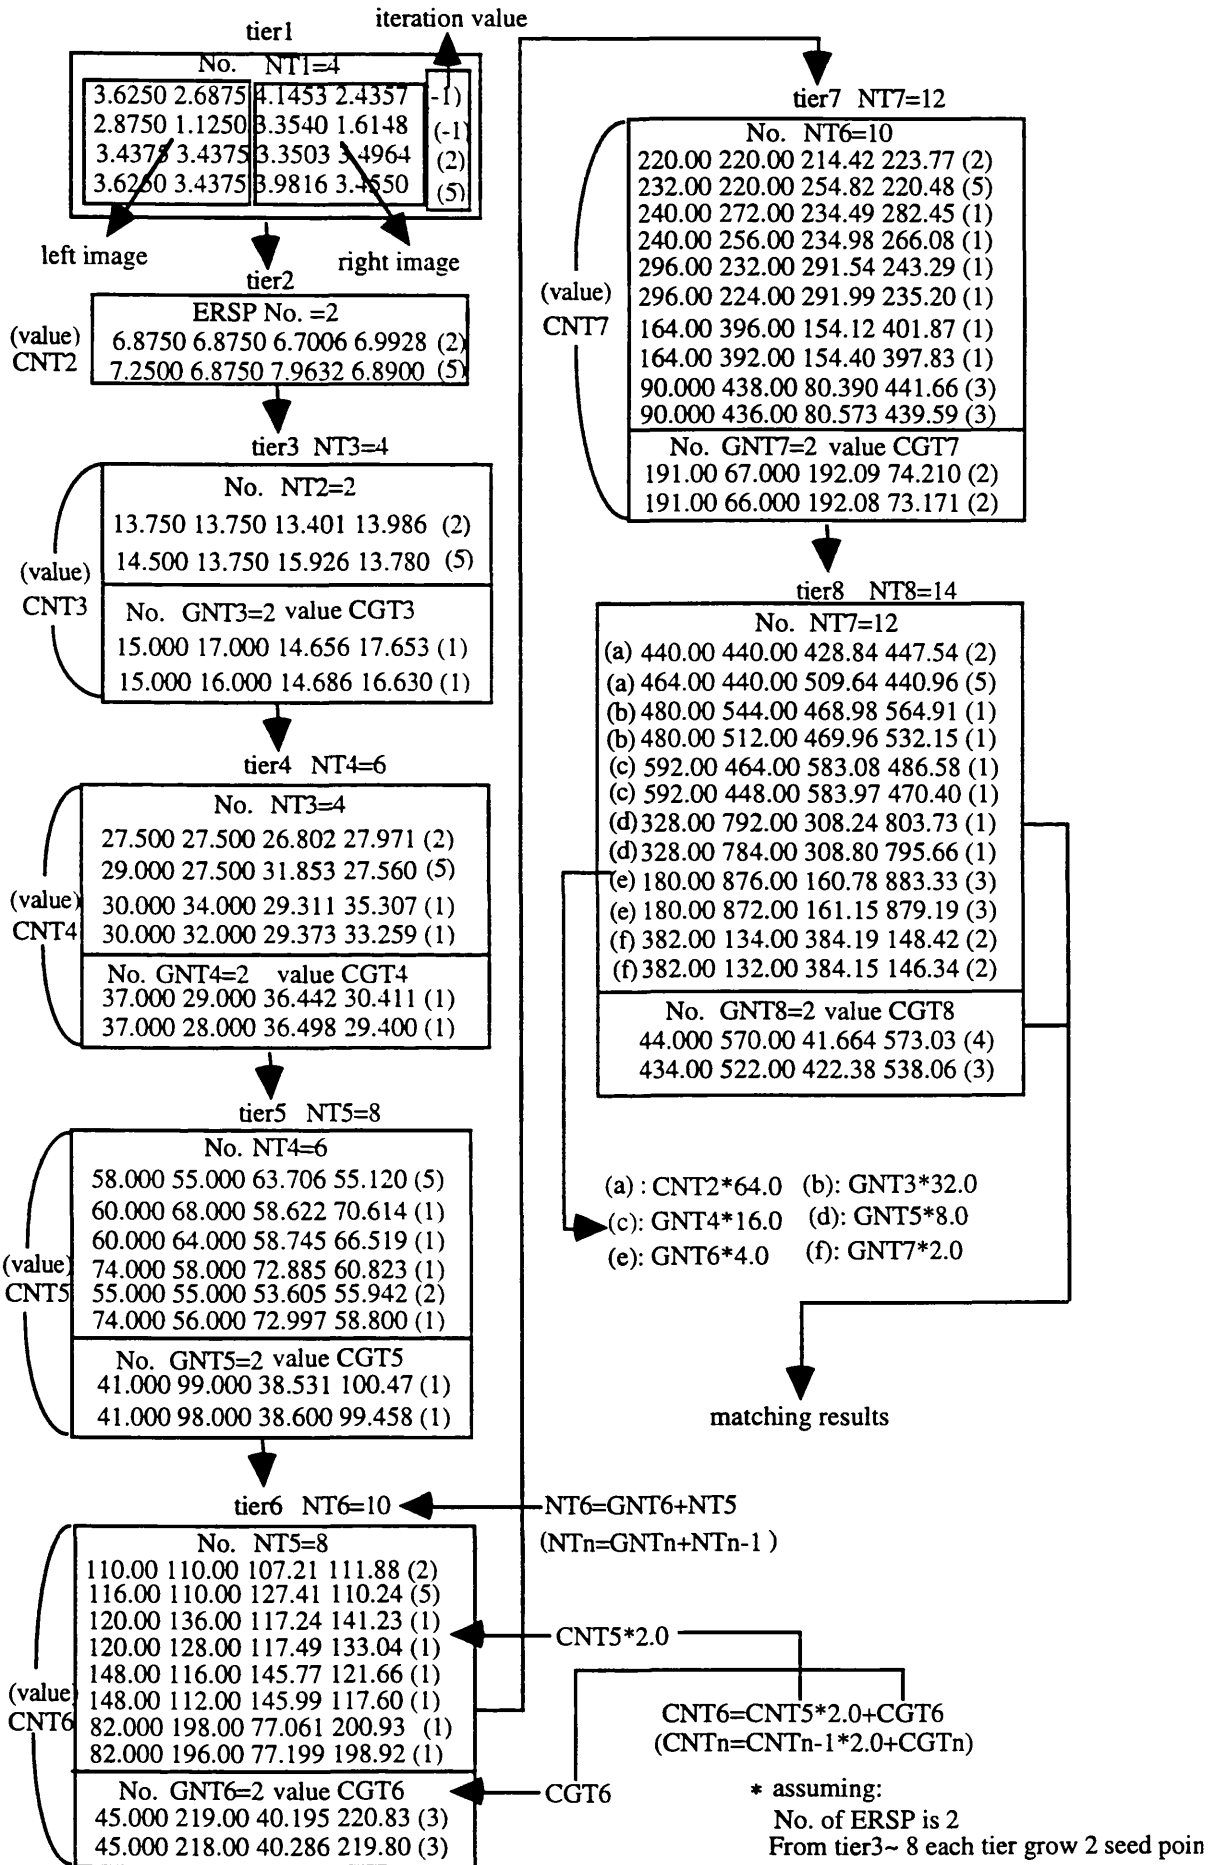 iteration value
tier1
No. NT1=4
3.6250 2.6875 4.1453 2.4357 (-1)
2.8750 1.1250 3.3540 1.6148 (-1)
3.4375 3.4375 3.3503 3.4964 (2)
3.6250 3.4375 3.9816 3.4550 (5)
left image
right image
tier2
ERSP No. =2
(value)
CNT2
6.8750 6.8750 6.7006 6.9928 (2)
7.2500 6.8750 7.9632 6.8900 (5)
tier3 NT3=4
No. NT2=2
13.750 13.750 13.401 13.986 (2)
14.500 13.750 15.926 13.780 (5)
(value)
CNT3
No. GNT3=2 value CGT3
15.000 17.000 14.656 17.653 (1)
15.000 16.000 14.686 16.630 (1)
tier4 NT4=6
No. NT3=4
27.500 27.500 26.802 27.971 (2)
29.000 27.500 31.853 27.560 (5)
30.000 34.000 29.311 35.307 (1)
30.000 32.000 29.373 33.259 (1)
(value)
CNT4
No. GNT4=2 value CGT4
37.000 29.000 36.442 30.411 (1)
37.000 28.000 36.498 29.400 (1)
tier5 NT5=8
No. NT4=6
58.000 55.000 63.706 55.120 (5)
60.000 68.000 58.622 70.614 (1)
60.000 64.000 58.745 66.519 (1)
74.000 58.000 72.885 60.823 (1)
55.000 55.000 53.605 55.942 (2)
74.000 56.000 72.997 58.800 (1)
(value)
CNT5
No. GNT5=2 value CGT5
41.000 99.000 38.531 100.47 (1)
41.000 98.000 38.600 99.458 (1)
tier6 NT6=10
NT6=GNT6+NT5
(NTn=GNTn+NTn-1 )
No. NT5=8
110.00 110.00 107.21 111.88 (2)
116.00 110.00 127.41 110.24 (5)
120.00 136.00 117.24 141.23 (1)
120.00 128.00 117.49 133.04 (1)
148.00 116.00 145.77 121.66 (1)
148.00 112.00 145.99 117.60 (1)
82.000 198.00 77.061 200.93 (1)
82.000 196.00 77.199 198.92 (1)
(value)
CNT6
No. GNT6=2 value CGT6
45.000 219.00 40.195 220.83 (3)
45.000 218.00 40.286 219.80 (3)
CNT5*2.0
CGT6
CNT6=CNT5*2.0+CGT6
(CNTn=CNTn-1*2.0+CGTn)
* assuming:
No. of ERSP is 2
From tier3~ 8 each tier grow 2 seed poin
tier7 NT7=12
No. NT6=10
220.00 220.00 214.42 223.77 (2)
232.00 220.00 254.82 220.48 (5)
240.00 272.00 234.49 282.45 (1)
240.00 256.00 234.98 266.08 (1)
296.00 232.00 291.54 243.29 (1)
296.00 224.00 291.99 235.20 (1)
164.00 396.00 154.12 401.87 (1)
164.00 392.00 154.40 397.83 (1)
90.000 438.00 80.390 441.66 (3)
90.000 436.00 80.573 439.59 (3)
(value)
CNT7
No. GNT7=2 value CGT7
191.00 67.000 192.09 74.210 (2)
191.00 66.000 192.08 73.171 (2)
tier8 NT8=14
No. NT7=12
(a) 440.00 440.00 428.84 447.54 (2)
(a) 464.00 440.00 509.64 440.96 (5)
(b) 480.00 544.00 468.98 564.91 (1)
(b) 480.00 512.00 469.96 532.15 (1)
(c) 592.00 464.00 583.08 486.58 (1)
(c) 592.00 448.00 583.97 470.40 (1)
(d) 328.00 792.00 308.24 803.73 (1)
(d) 328.00 784.00 308.80 795.66 (1)
(e) 180.00 876.00 160.78 883.33 (3)
(e) 180.00 872.00 161.15 879.19 (3)
(f) 382.00 134.00 384.19 148.42 (2)
(f) 382.00 132.00 384.15 146.34 (2)
No. GNT8=2 value CGT8
44.000 570.00 41.664 573.03 (4)
434.00 522.00 422.38 538.06 (3)
(a) : CNT2*64.0 (b): GNT3*32.0
(c): GNT4*16.0 (d): GNT5*8.0
(e): GNT6*4.0 (f): GNT7*2.0
matching results